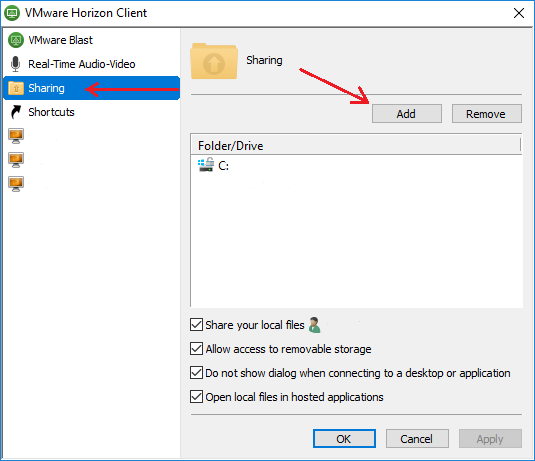 VMware Horizon Client
VMware Blast
Real-Time Audio-Video
Sharing
Shortcuts
Sharing
Add
Remove
Folder/Drive
C:
Share your local files
Allow access to removable storage
Do not show dialog when connecting to a desktop or application
Open local files in hosted applications
OK
Cancel
Apply